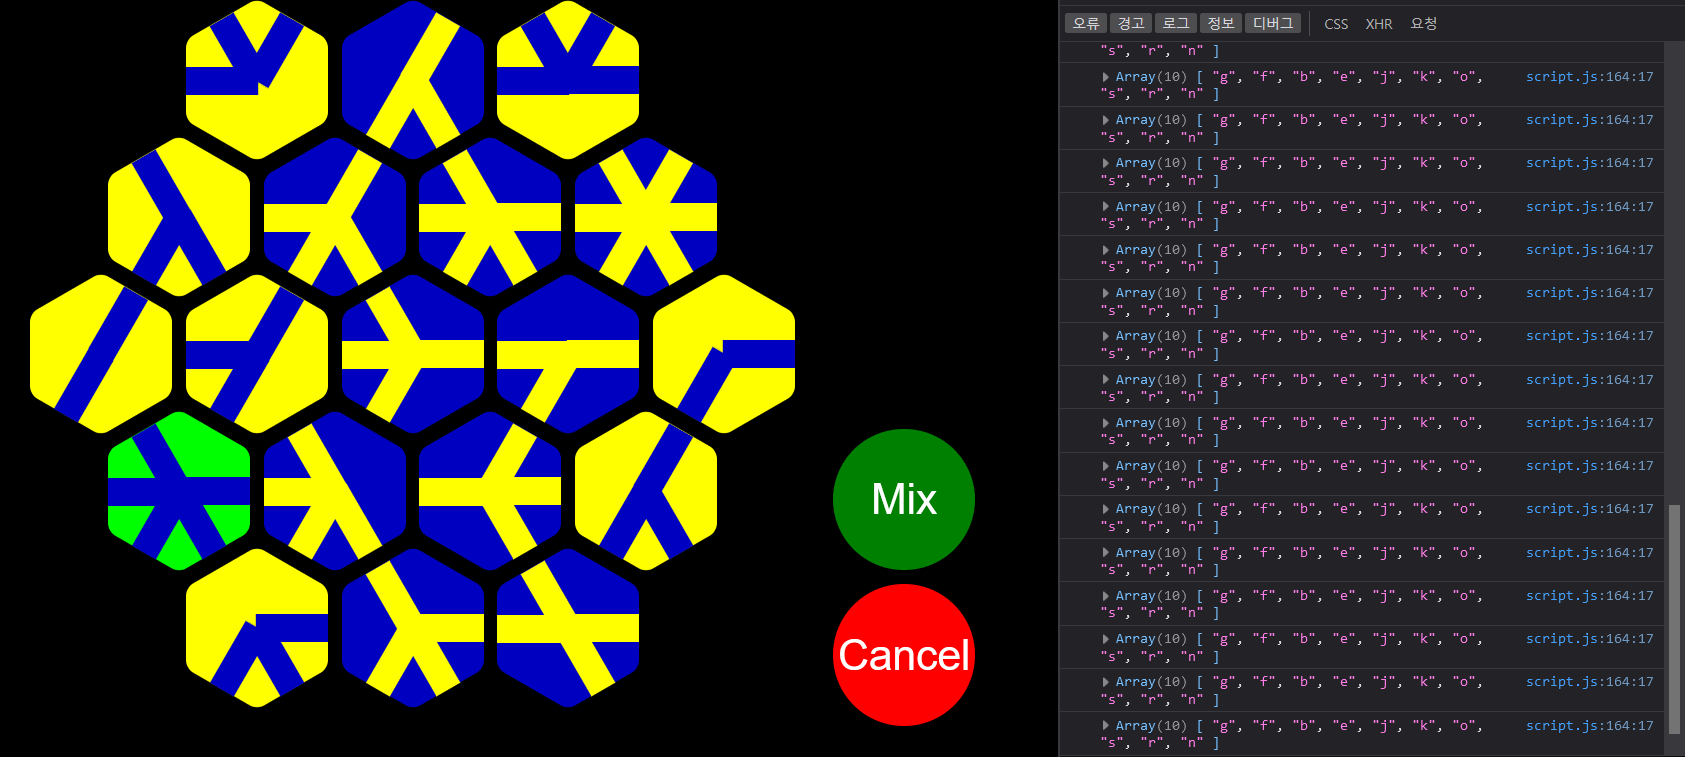 오류 경고 로그 정보 디버그 CSS XHR 요청
"s", "r", "n" ]
Array(10) [ "g", "f", "b", "e", "j", "k", "o", script.js:164:17
"s", "r", "n" ]
Array(10) [ "g", "f", "b", "e", "j", "k", "o", script.js:164:17
"s", "r", "n" ]
Array(10) [ "g", "f", "b", "e", "j", "k", "o", script.js:164:17
"s", "r", "n" ]
Array(10) [ "g", "f", "b", "e", "j", "k", "o", script.js:164:17
"s", "r", "n" ]
Array(10) [ "g", "f", "b", "e", "j", "k", "o", script.js:164:17
"s", "r", "n" ]
Array(10) [ "g", "f", "b", "e", "j", "k", "o", script.js:164:17
"s", "r", "n" ]
Array(10) [ "g", "f", "b", "e", "j", "k", "o", script.js:164:17
"s", "r", "n" ]
Array(10) [ "g", "f", "b", "e", "j", "k", "o", script.js:164:17
"s", "r", "n" ]
Array(10) [ "g", "f", "b", "e", "j", "k", "o", script.js:164:17
"s", "r", "n" ]
Array(10) [ "g", "f", "b", "e", "j", "k", "o", script.js:164:17
"s", "r", "n" ]
Array(10) [ "g", "f", "b", "e", "j", "k", "o", script.js:164:17
"s", "r", "n" ]
Array(10) [ "g", "f", "b", "e", "j", "k", "o", script.js:164:17
"s", "r", "n" ]
Array(10) [ "g", "f", "b", "e", "j", "k", "o", script.js:164:17
"s", "r", "n" ]
Array(10) [ "g", "f", "b", "e", "j", "k", "o", script.js:164:17
"s", "r", "n" ]
Array(10) [ "g", "f", "b", "e", "j", "k", "o", script.js:164:17
"s", "r", "n" ]
Array(10) [ "g", "f", "b", "e", "j", "k", "o", script.js:164:17
"s", "r", "n" ]
Mix
Cancel